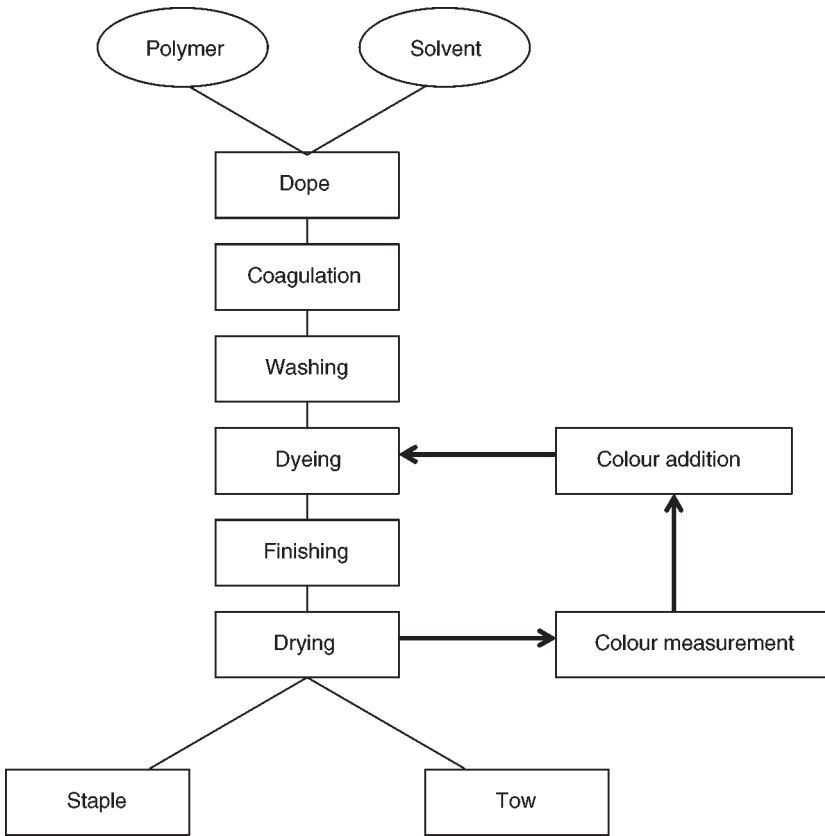 Polymer
Solvent
Dope
Coagulation
Washing
Dyeing
Colour addition
Finishing
Drying
Colour measurement
Staple
Tow